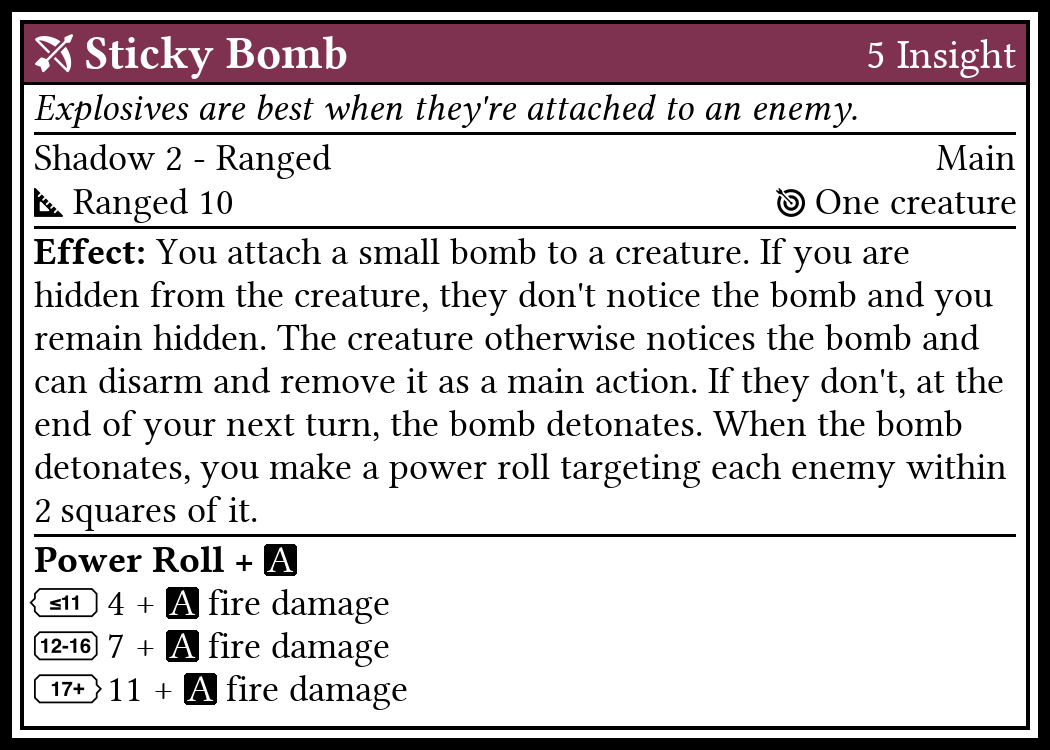 Sticky Bomb 5 Insight
Explosives are best when they're attached to an enemy.
Shadow 2 - Ranged Main
Ranged 10 One creature
Effect: You attach a small bomb to a creature. If you are
hidden from the creature, they don't notice the bomb and you
remain hidden. The creature otherwise notices the bomb and
can disarm and remove it as a main action. If they don't, at the
end of your next turn, the bomb detonates. When the bomb
detonates, you make a power roll targeting each enemy within
2 squares of it.
Power Roll + A
≤11 4 + A fire damage
12-16 7 + A fire damage
17+ 11 + A fire damage